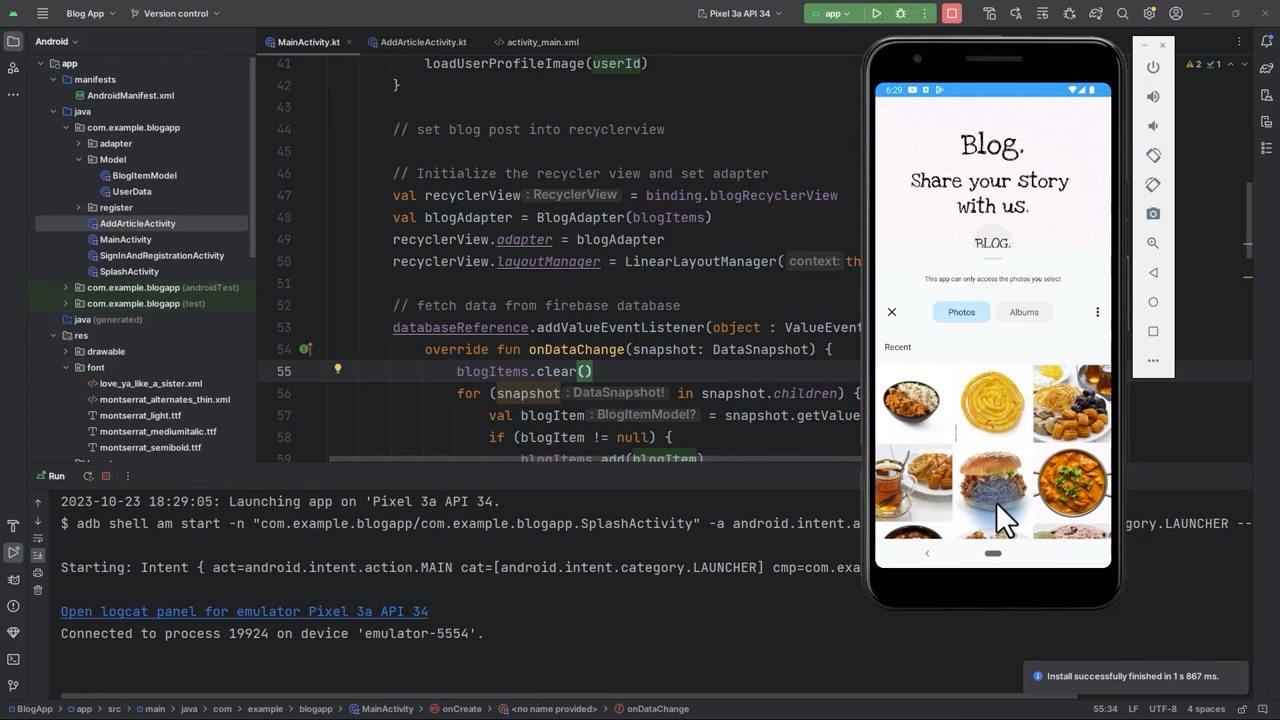 Blog App
Version control
Pixel 3a API 34
app
Android
MainActivity.kt
AddArticleActivity.kt
activity_main.xml
2
1
app
manifests
AndroidManifest.xml
java
com.example.blogapp
adapter
Model
BlogItemModel
UserData
register
AddArticleActivity
MainActivity
SignInAndRegistrationActivity
SplashActivity
com.example.blogapp (androidTest)
com.example.blogapp (test)
java (generated)
res
drawable
font
love_ya_like_a_sister.xml
montserrat_alternates_thin.xml
montserrat_light.ttf
montserrat_mediumitalic.ttf
montserrat_semibold.ttf
41 loadUserProfileImage(userId)
42 }
43
44 // set blog post into recyclerview
45
46 // Initialize the recycler view and set adapter
47 val recyclerView : RecyclerView = binding.blogRecyclerView
48 val blogAdapter = BlogAdapter(blogItems)
49 recyclerView.adapter = blogAdapter
50 recyclerView.layoutManager = LinearLayoutManager( context: th
51
52 // fetch data from firebase database
53 databaseReference.addValueEventListener(object : ValueEvent
54 override fun onDataChange(snapshot: DataSnapshot) {
55 blogItems.clear()
56 for (snapshot : DataSnapshot! in snapshot.children) {
57 val blogItem : BlogItemModel? = snapshot.getValue
58 if (blogItem != null) {
59 blogItems.add(blogItem)
6:29
Blog.
Share your story
with us.
BLOG.
This app can only access the photos you select
Photos
Albums
Recent
Run
2023-10-23 18:29:05: Launching app on 'Pixel 3a API 34.
$ adb shell am start -n "com.example.blogapp/com.example.blogapp.SplashActivity" -a android.intent.a
tegory.LAUNCHER --
Starting: Intent { act=android.intent.action.MAIN cat=[android.intent.category.LAUNCHER] cmp=com.exa
Open logcat panel for emulator Pixel 3a API 34
Connected to process 19924 on device 'emulator-5554'.
Install successfully finished in 1 s 867 ms.
BlogApp
app
src
main
java
com
example
blogapp
MainActivity
onCreate
<no name provided>
onDataChange
55:34
LF
UTF-8
4 spaces